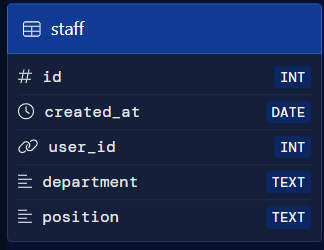 staff
id INT
created_at DATE
user_id INT
department TEXT
position TEXT